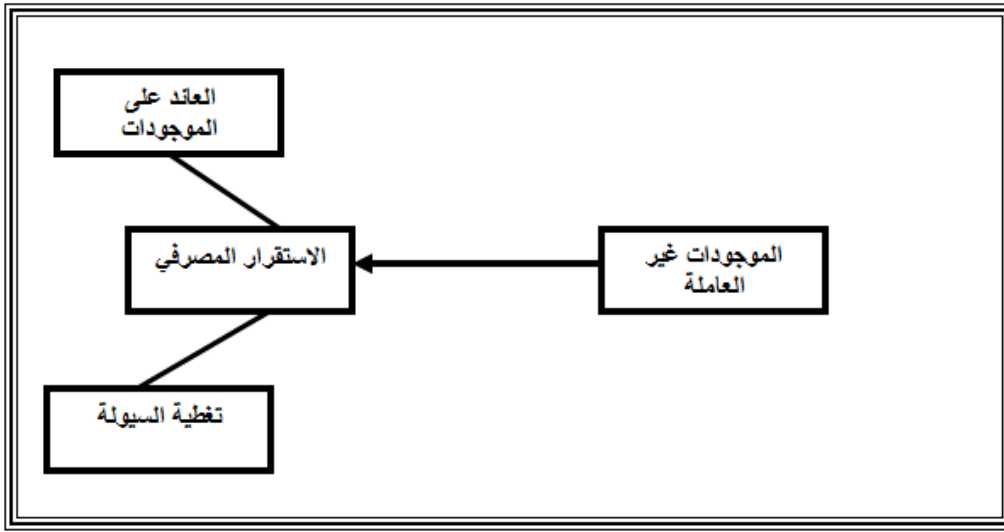 العائد على
الموجودات
الاستقرار المصرفي
الموجودات غير
العاملة
تغطية السيولة